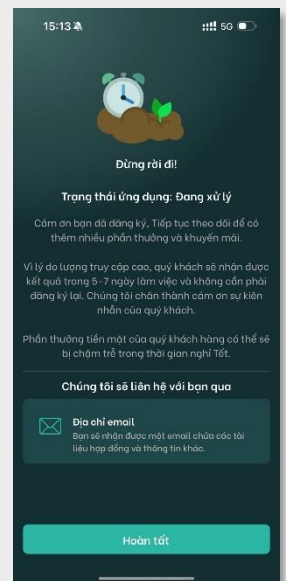 15:13
5G
Đừng rời đi!
Trạng thái ứng dụng: Đang xử lý
Cảm ơn bạn đã đăng ký, Tiếp tục theo dõi để có
thêm nhiều phần thưởng và khuyến mãi.
Vì lý do lượng truy cập cao, quý khách sẽ nhận được
kết quả trong 5-7 ngày làm việc và không cần phải
đăng ký lại. Chúng tôi chân thành cám ơn sự kiên
nhẫn của quý khách.
Phần thưởng tiền mặt của quý khách hàng có thể sẽ
bị chậm trễ trong thời gian nghỉ Tết.
Chúng tôi sẽ liên hệ với bạn qua
Địa chỉ email
Bạn sẽ nhận được một email chứa các tài
liệu hợp đồng và thông tin khác.
Hoàn tất